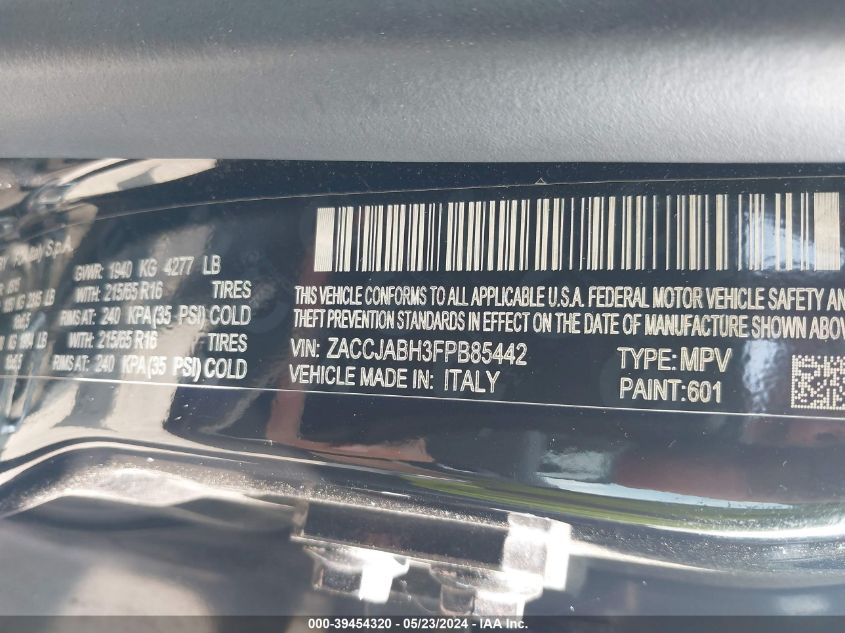 GVWR: 1940 KG 4277 LB
WITH: 215/65 R16 TIRES
RIMS AT: 240 KPA(35 PSI) COLD
WITH: 215/65 R16 TIRES
RIMS AT: 240 KPA(35 PSI) COLD
THIS VEHICLE CONFORMS TO ALL APPLICABLE U.S.A. FEDERAL MOTOR VEHICLE SAFETY AN
THEFT PREVENTION STANDARDS IN EFFECT ON THE DATE OF MANUFACTURE SHOWN ABOV
VIN: ZACCJABH3FPB85442 TYPE: MPV
VEHICLE MADE IN: ITALY PAINT:601
000-39454320 - 05/23/2024 - IAAI.